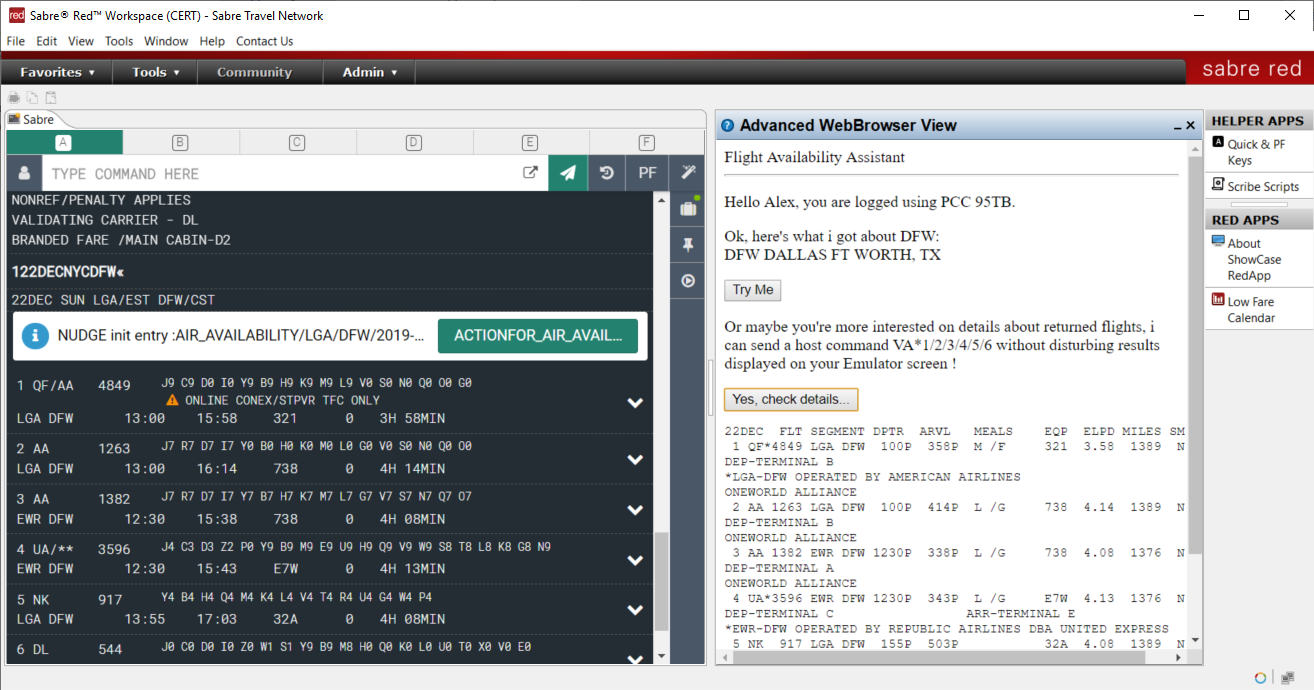 red Sabre® Red™ Workspace (CERT) - Sabre Travel Network
File Edit View Tools Window Help Contact Us
Favorites Tools Community Admin sabre red
Sabre
A B C D E F
TYPE COMMAND HERE PF
NONREF/PENALTY APPLIES
VALIDATING CARRIER - DL
BRANDED FARE /MAIN CABIN-D2
122DECNYCDFW«
22DEC SUN LGA/EST DFW/CST
NUDGE init entry :AIR_AVAILABILITY/LGA/DFW/2019-... ACTIONFOR_AIR_AVAIL...
1 QF/AA 4849 J9 C9 D0 I0 Y9 B9 H9 K9 M9 L9 V0 S0 N0 Q0 O0 G0
ONLINE CONEX/STPVR TFC ONLY
LGA DFW 13:00 15:58 321 0 3H 58MIN
2 AA 1263 J7 R7 D7 I7 Y0 B0 H0 K0 M0 L0 G0 V0 S0 N0 Q0 O0
LGA DFW 13:00 16:14 738 0 4H 14MIN
3 AA 1382 J7 R7 D7 I7 Y7 B7 H7 K7 M7 L7 G7 V7 S7 N7 Q7 O7
EWR DFW 12:30 15:38 738 0 4H 08MIN
4 UA/** 3596 J4 C3 D3 Z2 P0 Y9 B9 M9 E9 U9 H9 Q9 V9 W9 S8 T8 L8 K8 G8 N9
EWR DFW 12:30 15:43 E7W 0 4H 13MIN
5 NK 917 Y4 B4 H4 Q4 M4 K4 L4 V4 T4 R4 U4 G4 W4 P4
LGA DFW 13:55 17:03 32A 0 4H 08MIN
6 DL 544 J0 C0 D0 I0 Z0 W1 S1 Y9 B9 M8 H0 Q0 K0 L0 U0 T0 X0 V0 E0
Advanced WebBrowser View
Flight Availability Assistant
Hello Alex, you are logged using PCC 95TB.
Ok, here's what i got about DFW:
DFW DALLAS FT WORTH, TX
Try Me
Or maybe you're more interested on details about returned flights, i
can send a host command VA*1/2/3/4/5/6 without disturbing results
displayed on your Emulator screen !
Yes, check details...
22DEC FLT SEGMENT DPTR ARVL MEALS EQP ELPD MILES SM
1 QF*4849 LGA DFW 100P 358P M /F 321 3.58 1389 N
DEP-TERMINAL B
*LGA-DFW OPERATED BY AMERICAN AIRLINES
ONEWORLD ALLIANCE
2 AA 1263 LGA DFW 100P 414P L /G 738 4.14 1389 N
DEP-TERMINAL B
ONEWORLD ALLIANCE
3 AA 1382 EWR DFW 1230P 338P L /G 738 4.08 1376 N
DEP-TERMINAL A
ONEWORLD ALLIANCE
4 UA*3596 EWR DFW 1230P 343P L /G E7W 4.13 1376 N
DEP-TERMINAL C ARR-TERMINAL E
*EWR-DFW OPERATED BY REPUBLIC AIRLINES DBA UNITED EXPRESS
5 NK 917 LGA DFW 155P 503P 32A 4.08 1389 N
HELPER APPS
A Quick & PF
Keys
Scribe Scripts
RED APPS
About
ShowCase
RedApp
Low Fare
Calendar